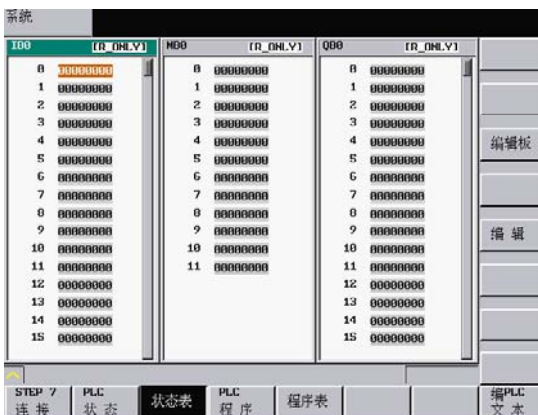 系统
IB0 [R_ONLY] MB0 [R_ONLY] QB0 [R_ONLY]
0 00000000 0 00000000 0 00000000
1 00000000 1 00000000 1 00000000
2 00000000 2 00000000 2 00000000
3 00000000 3 00000000 3 00000000
4 00000000 4 00000000 4 00000000
编辑板
5 00000000 5 00000000 5 00000000
6 00000000 6 00000000 6 00000000
7 00000000 7 00000000 7 00000000
8 00000000 8 00000000 8 00000000
9 00000000 9 00000000 9 00000000
编辑
10 00000000 10 00000000 10 00000000
11 00000000 11 00000000 11 00000000
12 00000000 12 00000000
13 00000000 13 00000000
14 00000000 14 00000000
15 00000000 15 00000000
STEP 7 连接
PLC 状态
状态表
PLC 程序
程序表
编PLC 文本